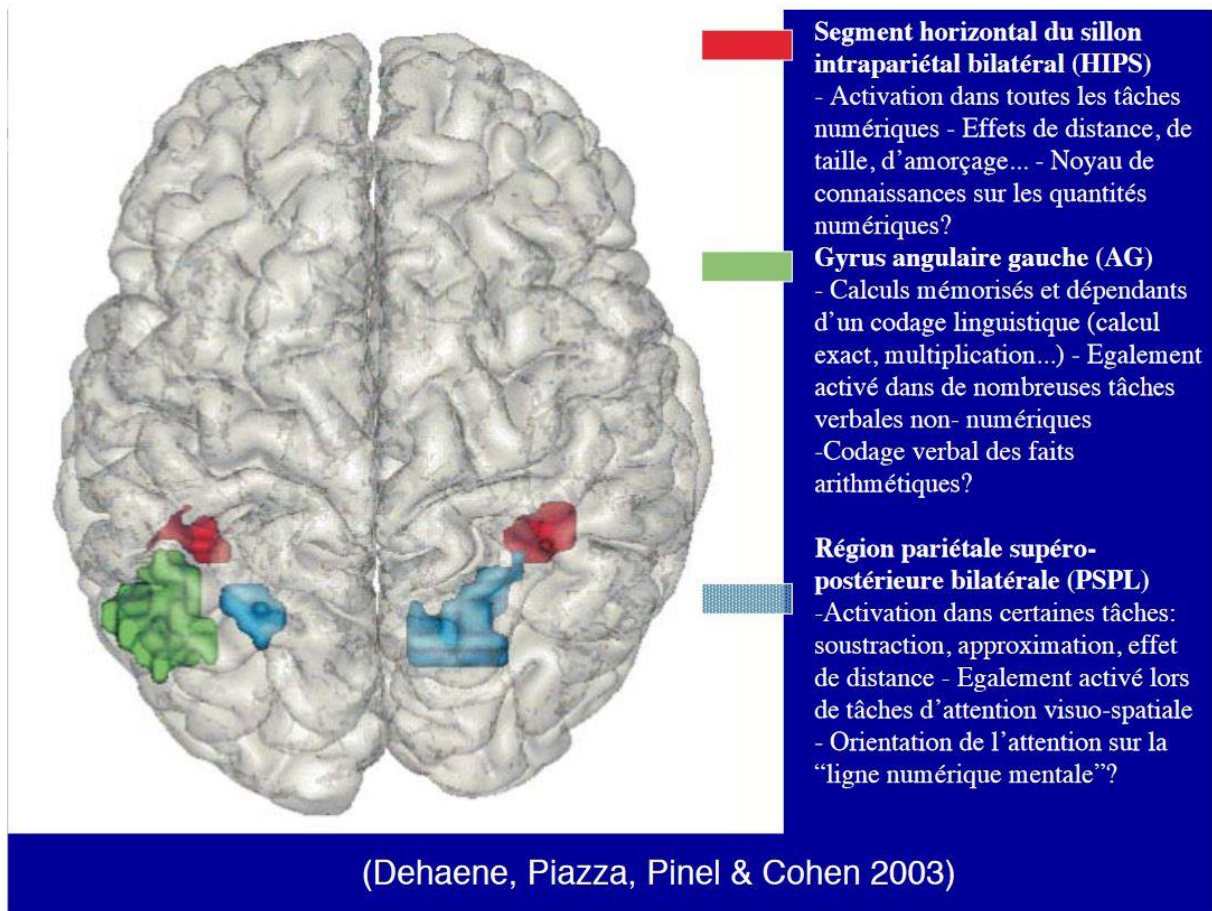 Segment horizontal du sillon
intrapariétal bilatéral (HIPS)
- Activation dans toutes les tâches
numériques - Effets de distance, de
taille, d’amorçage... - Noyau de
connaissances sur les quantités
numériques?
Gyrus angulaire gauche (AG)
- Calculs mémorisés et dépendants
d’un codage linguistique (calcul
exact, multiplication...) - Egalement
activé dans de nombreuses tâches
verbales non- numériques
-Codage verbal des faits
arithmétiques?
Région pariétale supéro-
postérieure bilatérale (PSPL)
-Activation dans certaines tâches:
soustraction, approximation, effet
de distance - Egalement activé lors
de tâches d’attention visuo-spatiale
- Orientation de l’attention sur la
“ligne numérique mentale”?
(Dehaene, Piazza, Pinel & Cohen 2003)